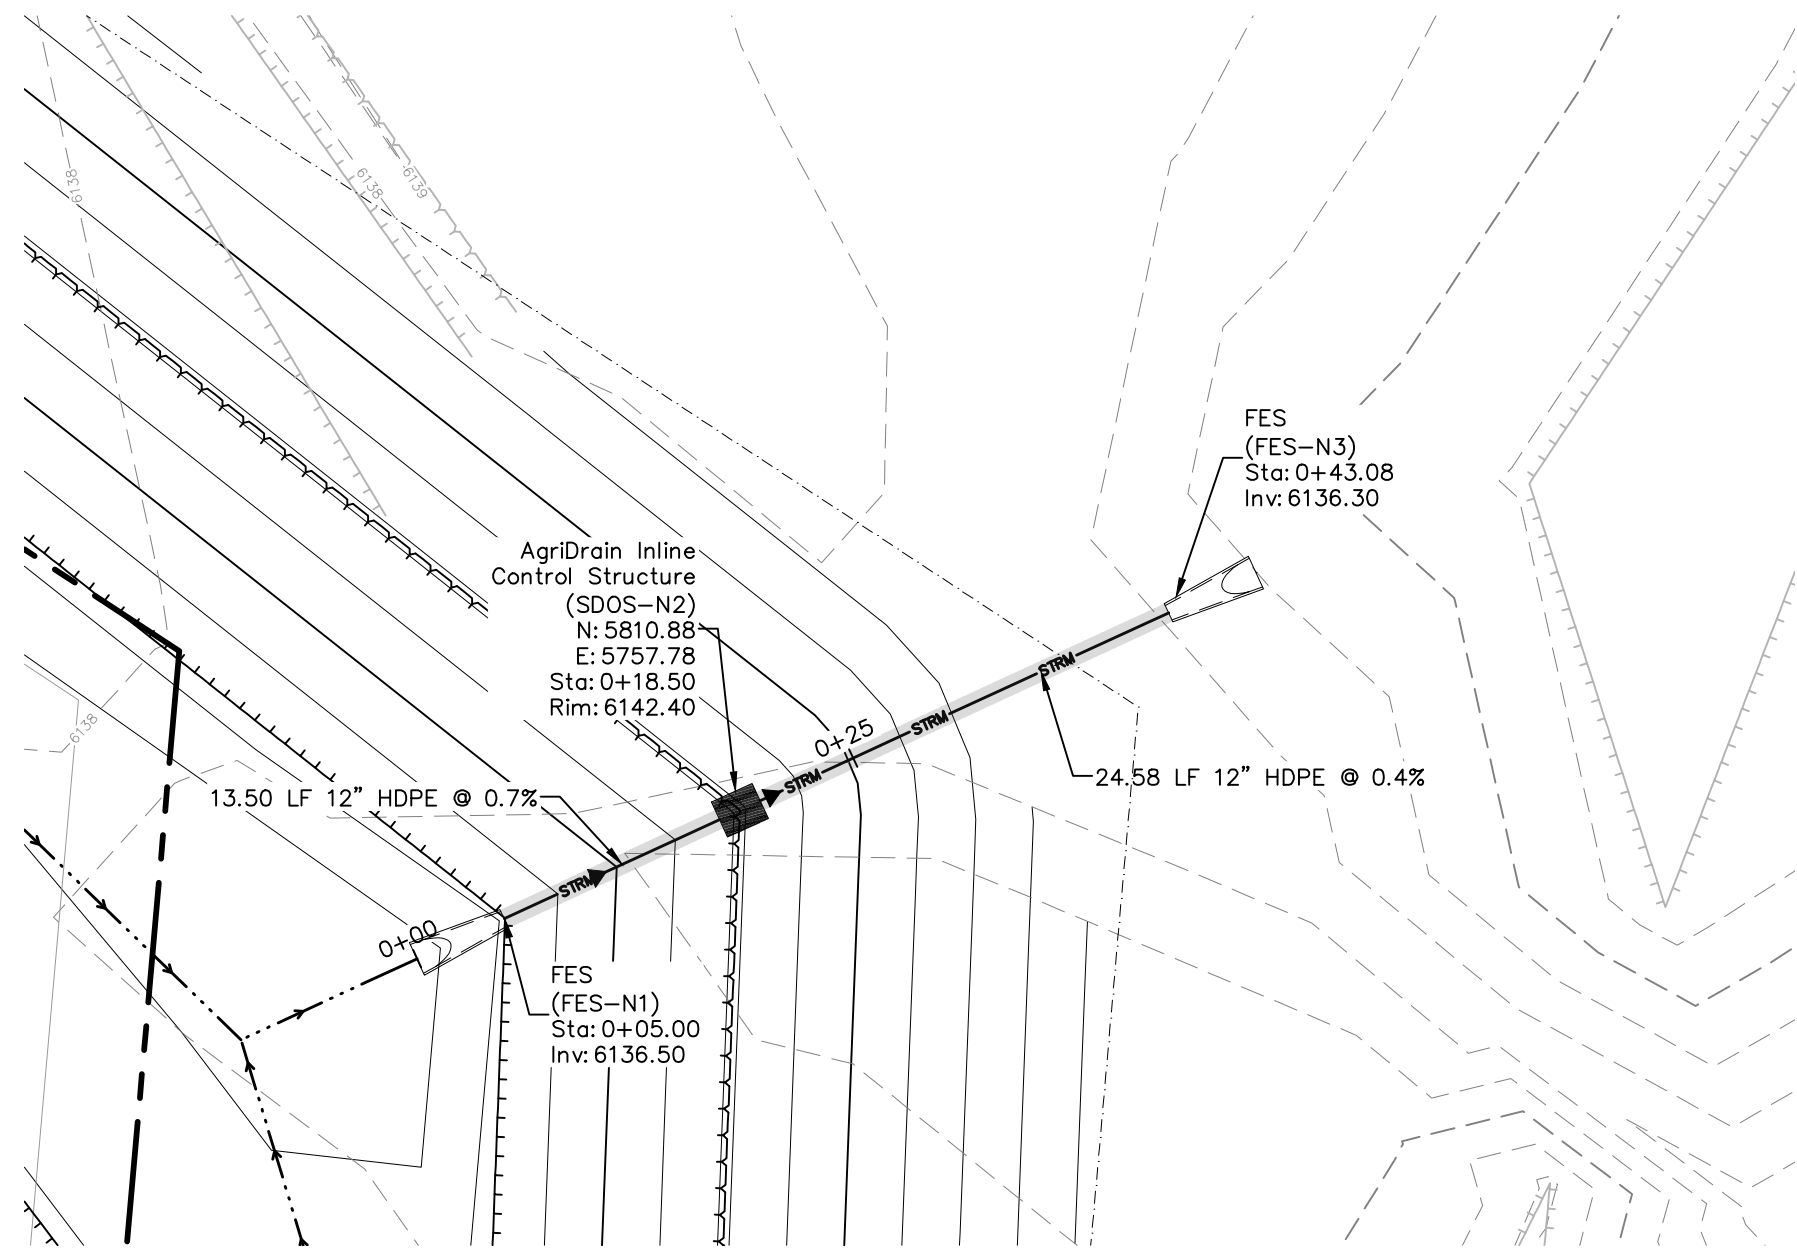 6138
6138
6139
FES
(FES-N3)
Sta: 0+43.08
Inv: 6136.30
AgriDrain Inline
Control Structure
(SDOS-N2)
N: 5810.88
E: 5757.78
Sta: 0+18.50
Rim: 6142.40
STRM
STRM
0+25
STRM
6138
24.58 LF 12" HDPE @ 0.4%
13.50 LF 12" HDPE @ 0.7%
STRM
0+00
FES
(FES-N1)
Sta: 0+05.00
Inv: 6136.50